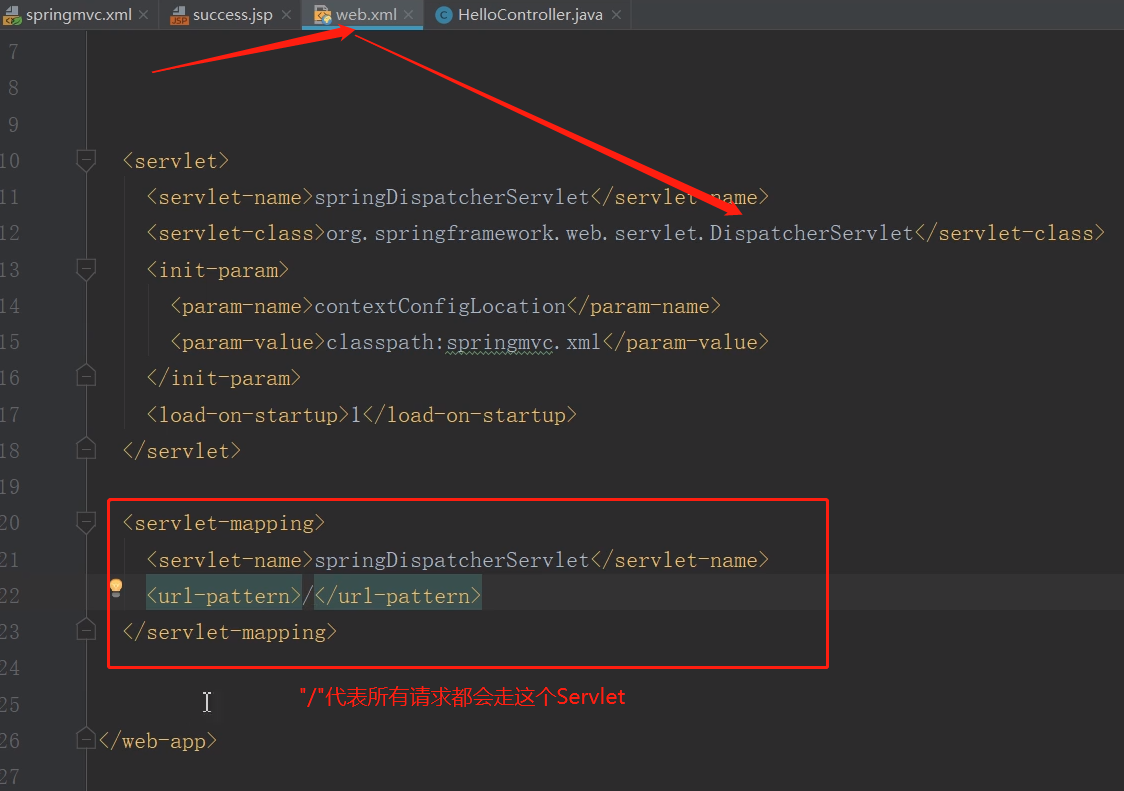 springmvc.xml success.jsp web.xml HelloController.java
7
8
9
10 <servlet>
11 <servlet-name>springDispatcherServlet</servlet-name>
12 <servlet-class>org.springframework.web.servlet.DispatcherServlet</servlet-class>
13 <init-param>
14 <param-name>contextConfigLocation</param-name>
15 <param-value>classpath:springmvc.xml</param-value>
16 </init-param>
17 <load-on-startup>1</load-on-startup>
18 </servlet>
19
20 <servlet-mapping>
21 <servlet-name>springDispatcherServlet</servlet-name>
22 <url-pattern>/</url-pattern>
23 </servlet-mapping>
24
25 "/"代表所有请求都会走这个Servlet
26 </web-app>
27